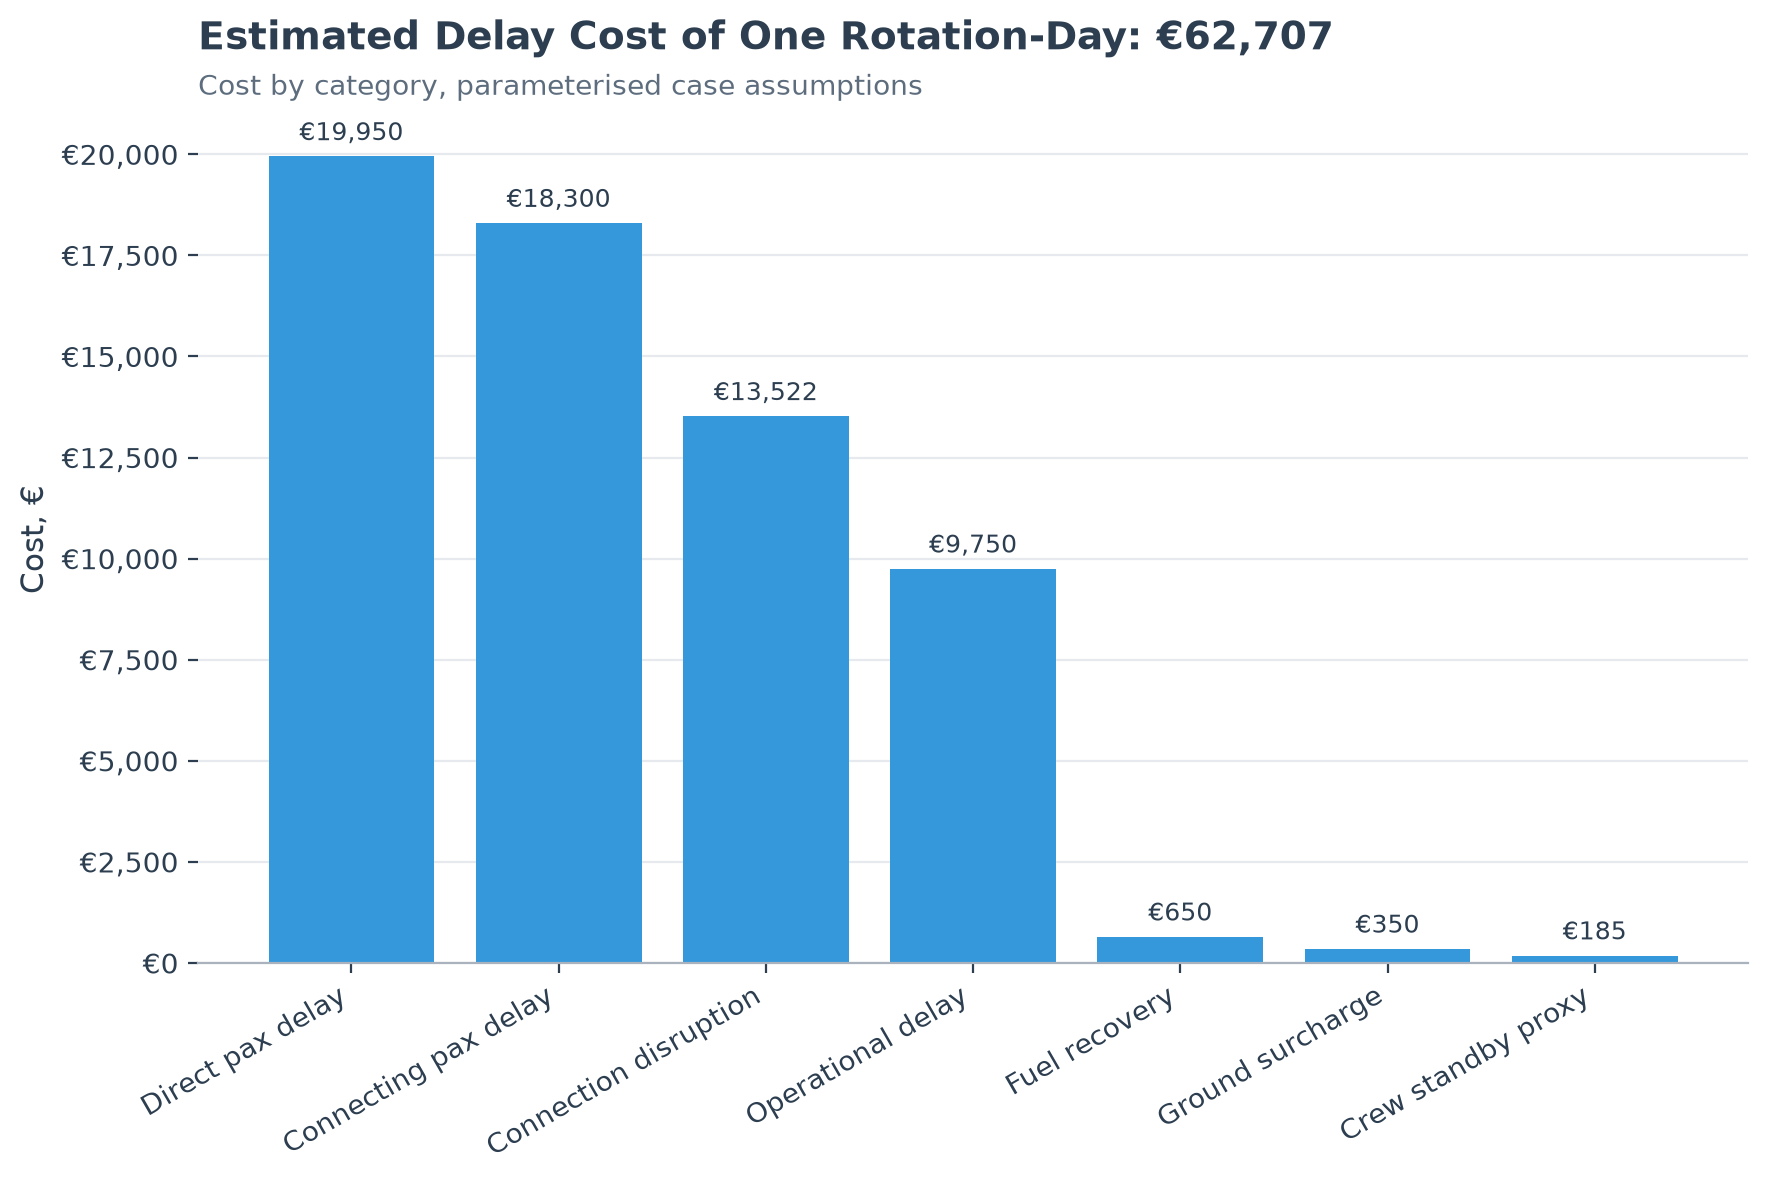 Estimated Delay Cost of One Rotation-Day: €62,707
Cost by category, parameterised case assumptions
Cost, €
€20,000
€17,500
€15,000
€12,500
€10,000
€7,500
€5,000
€2,500
€0
€19,950
€18,300
€13,522
€9,750
€650
€350
€185
Direct pax delay
Connecting pax delay
Connection disruption
Operational delay
Fuel recovery
Ground surcharge
Crew standby proxy